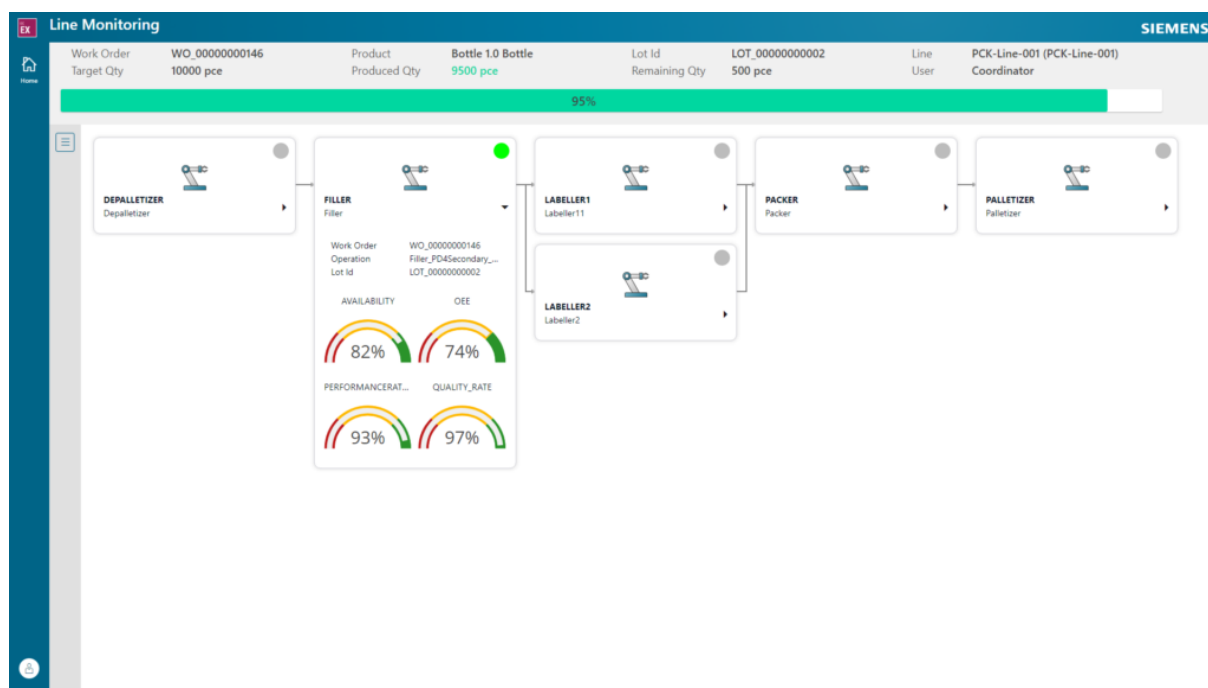 EX
Line Monitoring
SIEMENS
Home
Work Order WO_00000000146 Product Bottle 1.0 Bottle Lot Id LOT_00000000002 Line PCK-Line-001 (PCK-Line-001)
Target Qty 10000 pce Produced Qty 9500 pce Remaining Qty 500 pce User Coordinator
95%
DEPALLETIZER
Depalletizer
FILLER
Filler
Work Order WO_00000000146
Operation Filler_PD4Secondary_...
Lot Id LOT_00000000002
AVAILABILITY OEE
82% 74%
PERFORMANCERAT... QUALITY_RATE
93% 97%
LABELLER1
Labeller11
LABELLER2
Labeller2
PACKER
Packer
PALLETIZER
Palletizer